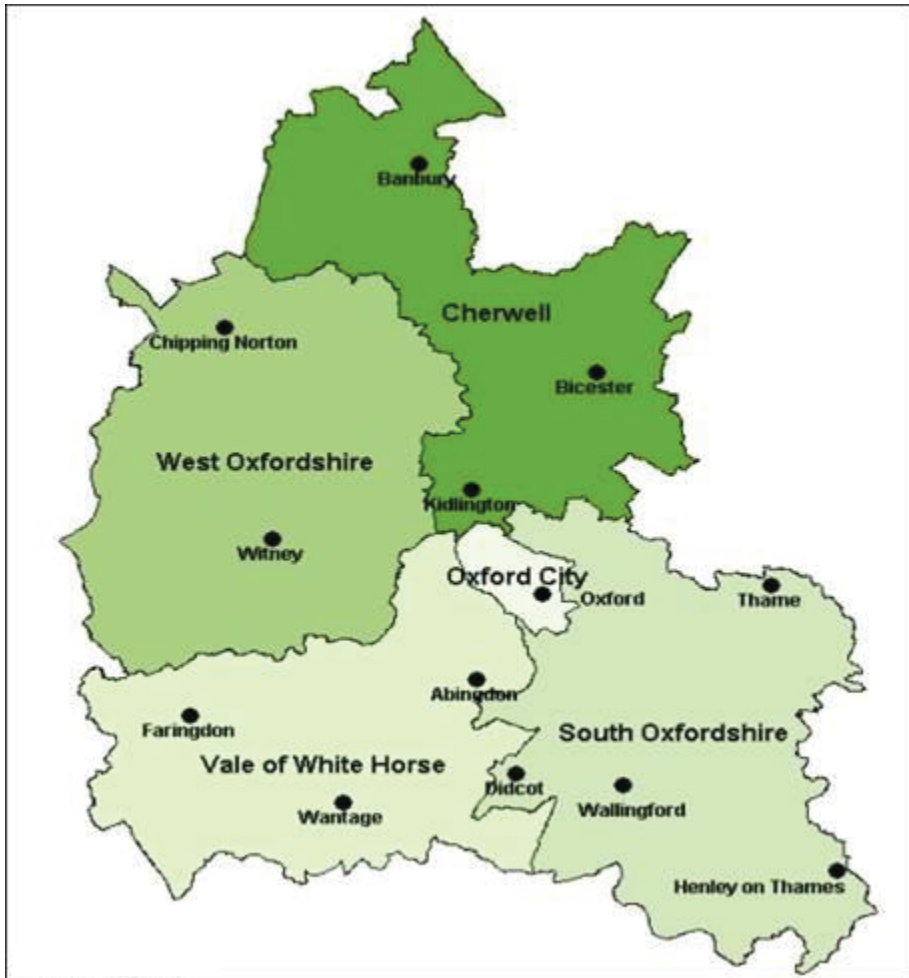 Banbury
Cherwell
Chipping Norton
Bicester
West Oxfordshire
Kidlington
Witney
Oxford City
Oxford
Thame
Abingdon
Faringdon
South Oxfordshire
Vale of White Horse
Didcot
Wantage
Wallingford
Henley on Thames